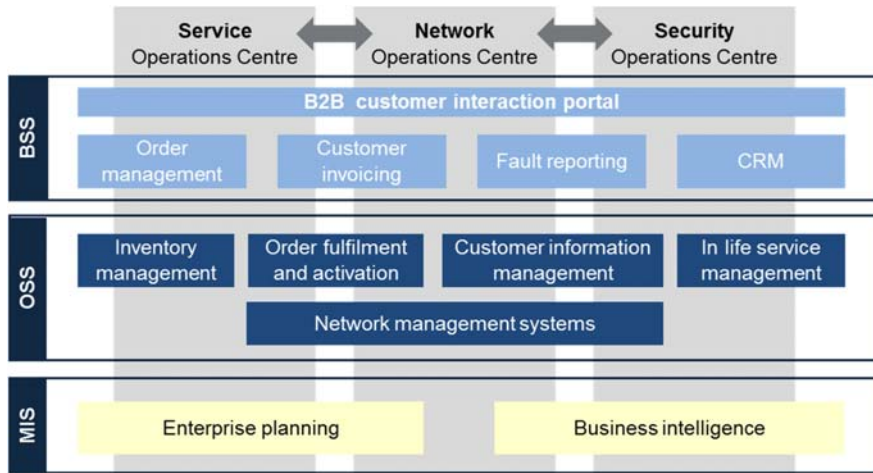 Service
Operations Centre
Network
Operations Centre
Security
Operations Centre
BSS
B2B customer interaction portal
Order
management
Customer
invoicing
Fault reporting
CRM
OSS
Inventory
management
Order fulfilment
and activation
Customer information
management
In life service
management
Network management systems
MIS
Enterprise planning
Business intelligence